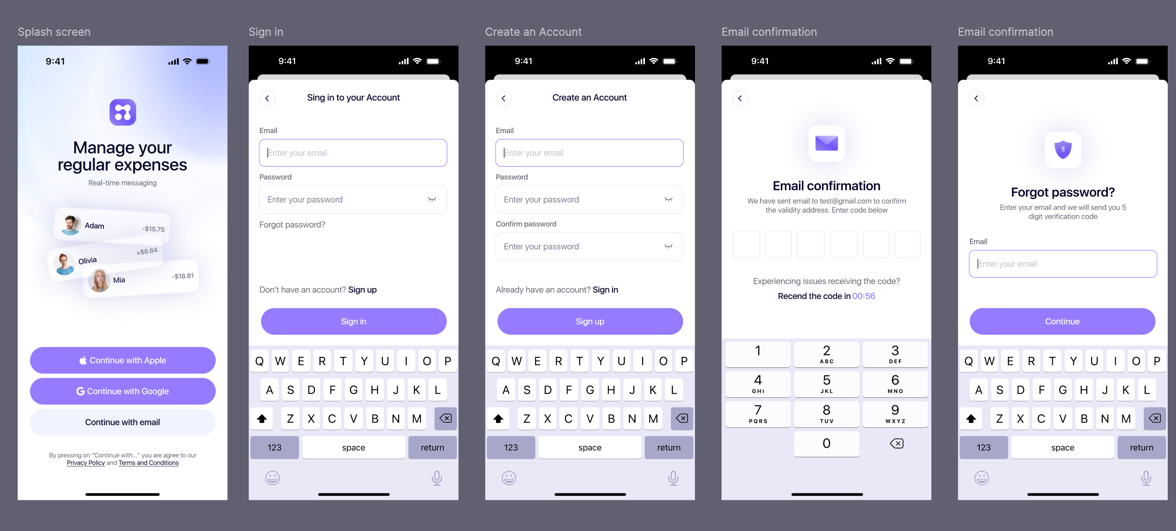 Splash screen
9:41
Manage your
regular expenses
Real-time messaging
Adam
-$15.75
Olivia
+$8.64
Mia
-$18.81
Continue with Apple
Continue with Google
Continue with email
By pressing on "Continue with..." you are agree to our
Privacy Policy and Terms and Conditions
Sign in
9:41
Sing in to your Account
Email
Enter your email
Password
Enter your password
Forgot password?
Don't have an account? Sign up
Sign in
Q W E R T Y U I O P
A S D F G H J K L
Z X C V B N M
123 space return
Create an Account
9:41
Create an Account
Email
Enter your email
Password
Enter your password
Confirm password
Enter your password
Already have an account? Sign in
Sign up
Q W E R T Y U I O P
A S D F G H J K L
Z X C V B N M
123 space return
Email confirmation
9:41
Email confirmation
We have sent email to test@gmail.com to confirm
the validity address. Enter code below
Experiencing issues receiving the code?
Recend the code in 00:56
1 2 3
ABC DEF
4 5 6
GHI JKL MNO
7 8 9
PQRS TUV WXYZ
0
Email confirmation
9:41
Forgot password?
Enter your email and we will send you 5
digit verification code
Email
Enter your email
Continue
Q W E R T Y U I O P
A S D F G H J K L
Z X C V B N M
123 space return